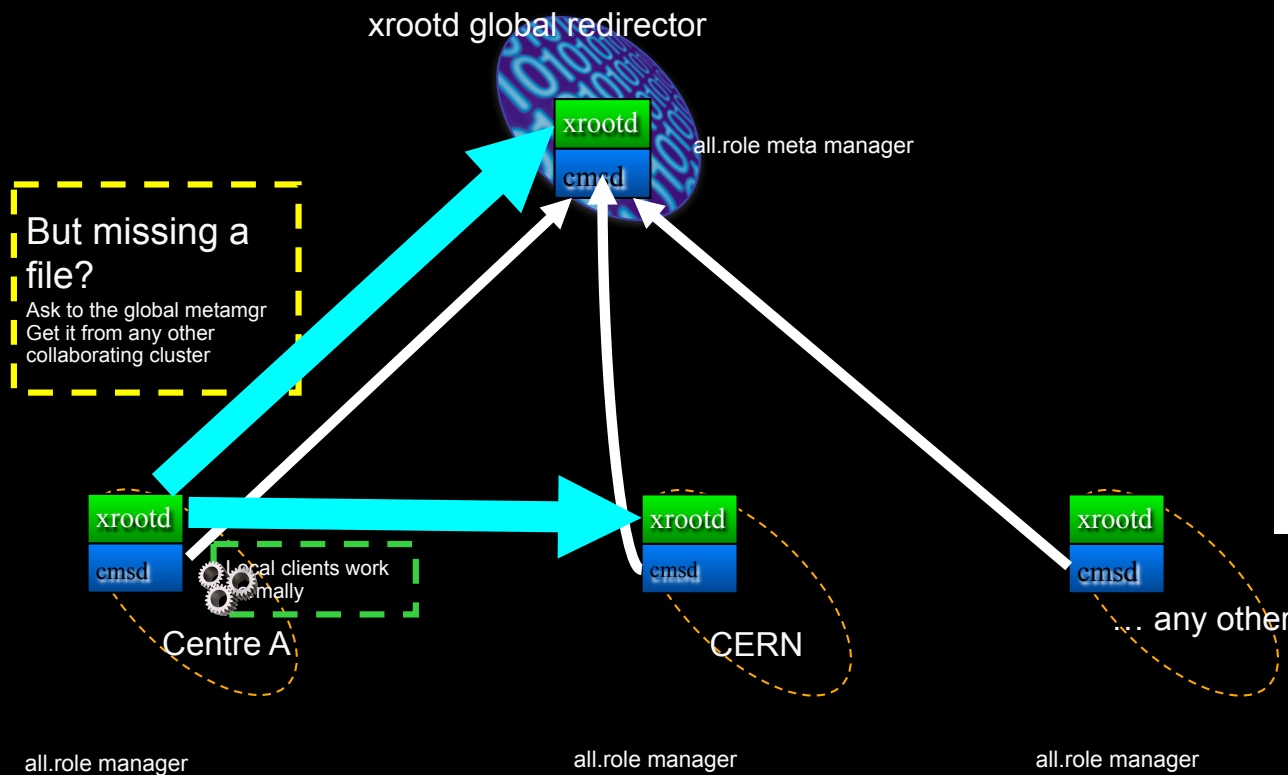 xrootd global redirector
xrootd
all.role meta manager
cmsd
But missing a
file?
Ask to the global metamgr
Get it from any other
collaborating cluster
xrootd
xrootd
xrootd
cmsd
Local clients work
cmsd
cmsd
Centre A
CERN
... any other
all.role manager
all.role manager
all.role manager